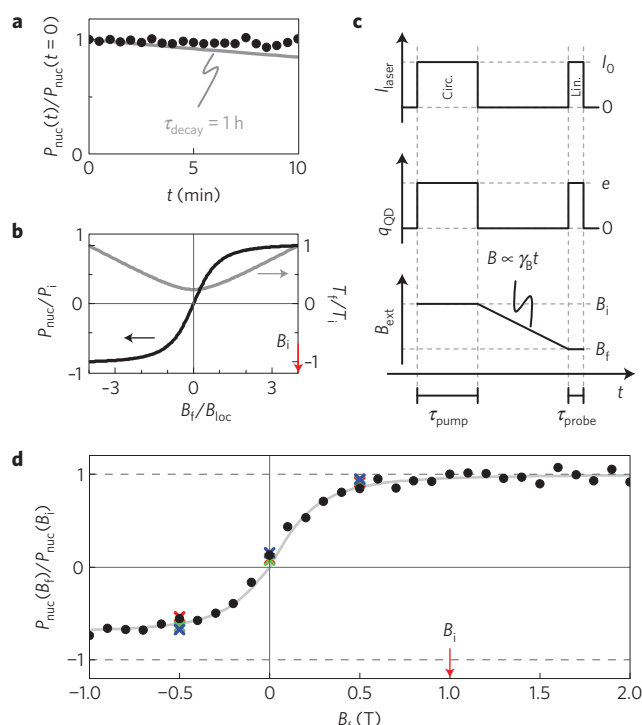 a
P_nuc(t)/P_nuc(t = 0)
1
0
τ_decay = 1 h
0
5
10
t (min)
b
P_nuc/P_i
1
0
−1
1
0
−1
T_f/T_i
B_i
−3
0
3
B_f/B_loc
c
I_laser
Circ.
Lin.
I_0
0
q_QD
e
0
B ∝ γ_B t
B_ext
B_i
B_f
t
τ_pump
τ_probe
d
P_nuc(B_f)/P_nuc(B_i)
1
0
−1
B_i
−1.0
−0.5
0
0.5
1.0
1.5
2.0
B_f (T)